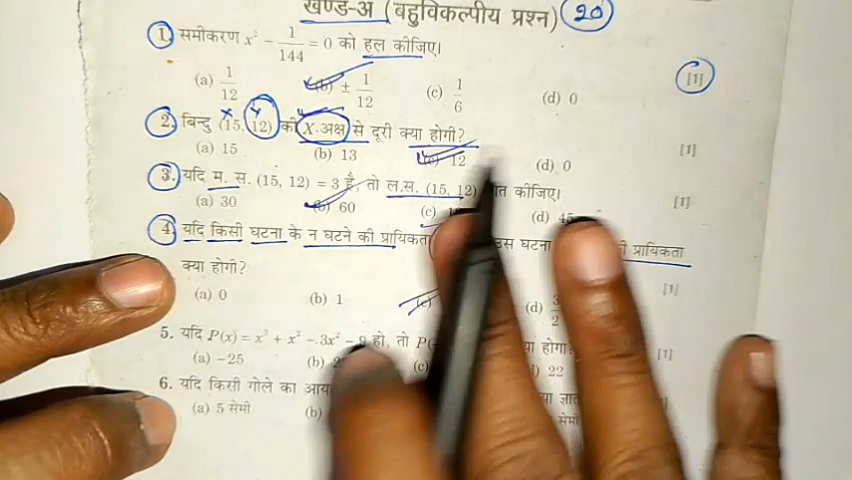 खण्ड-अ (बहुविकल्पीय प्रश्न) 20
1. समीकरण x² - 1/144 = 0 को हल कीजिए।
(a) 1/12 (b) ± 1/12 (c) 1/6 (d) 0 [1]
2. बिन्दु (15, 12) की X-अक्ष से दूरी क्या होगी?
(a) 15 (b) 13 (c) 12 (d) 0 [1]
3. यदि म. स. (15, 12) = 3 है, तो ल.स. (15, 12) कीजिए।
(a) 30 (b) 60 (c) (d) 45 [1]
4. यदि किसी घटना के न घटने की प्रायिकता उस घटना की प्रायिकता
क्या होगी?
(a) 0 (b) 1 (c) (d) 3/2 [1]
5. यदि P(x) = x³ + x² - 3x² - हो, तो होगा?
(a) -25 (b) (c) (d) 22 [1]
6. यदि किसी गोले का
(a) 5 सेमी (b) सेमी